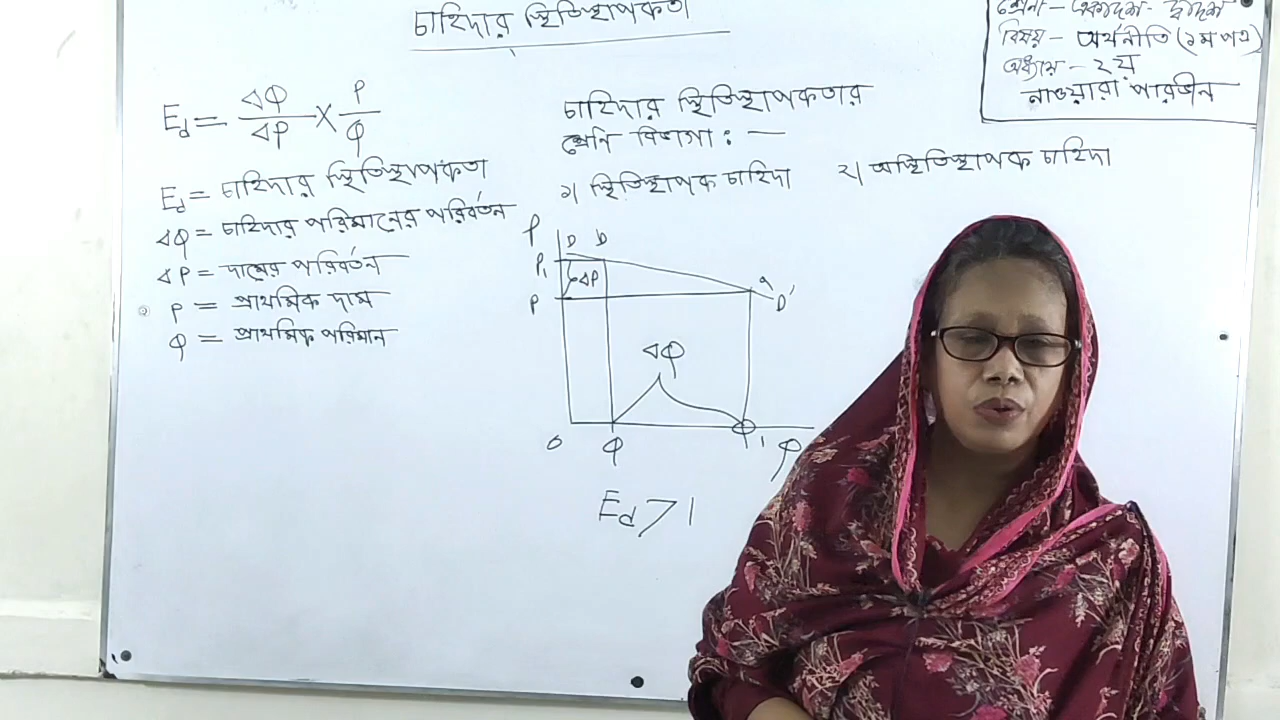 চাহিদার স্থিতিস্থাপকতা
শ্রেনী - একাদশ - দ্বাদশ
বিষয় - অর্থনীতি (১ম পত্র)
অধ্যায় - ২য়
নাওয়ারা পারভীন
Ed = ΔQ/ΔP × P/Q
Ed = চাহিদার স্থিতিস্থাপকতা
ΔQ = চাহিদার পরিমানের পরিবর্তন
ΔP = দামের পরিবর্তন
P = প্রাথমিক দাম
Q = প্রাথমিক পরিমান
চাহিদার স্থিতিস্থাপকতার
শ্রেনি বিভাগ : —
১) স্থিতিস্থাপক চাহিদা
২) অস্থিতিস্থাপক চাহিদা
P
D b
P₁ ΔP
a
P D'
ΔQ
O Q Q₁ Q
Ed > 1